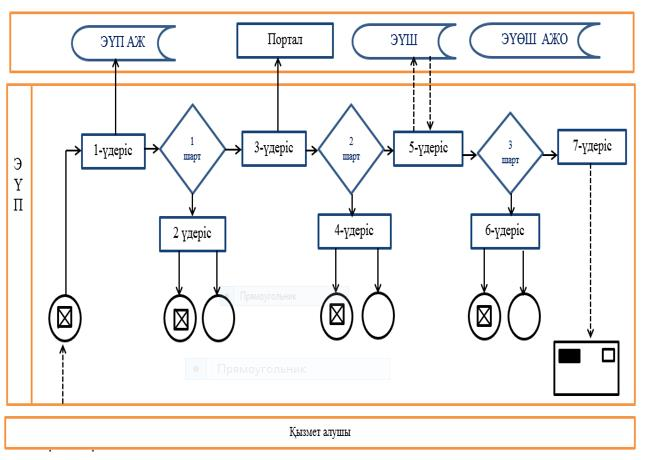 ЭҮП АЖ
Портал
ЭҮШ
ЭҮӨШ АЖО
Э
Ү
П
1-үдеріс
1
шарт
3-үдеріс
2
шарт
5-үдеріс
3
шарт
7-үдеріс
2 үдеріс
4-үдеріс
6-үдеріс
Прямоугольник
Прямоугольник
Қызмет алушы